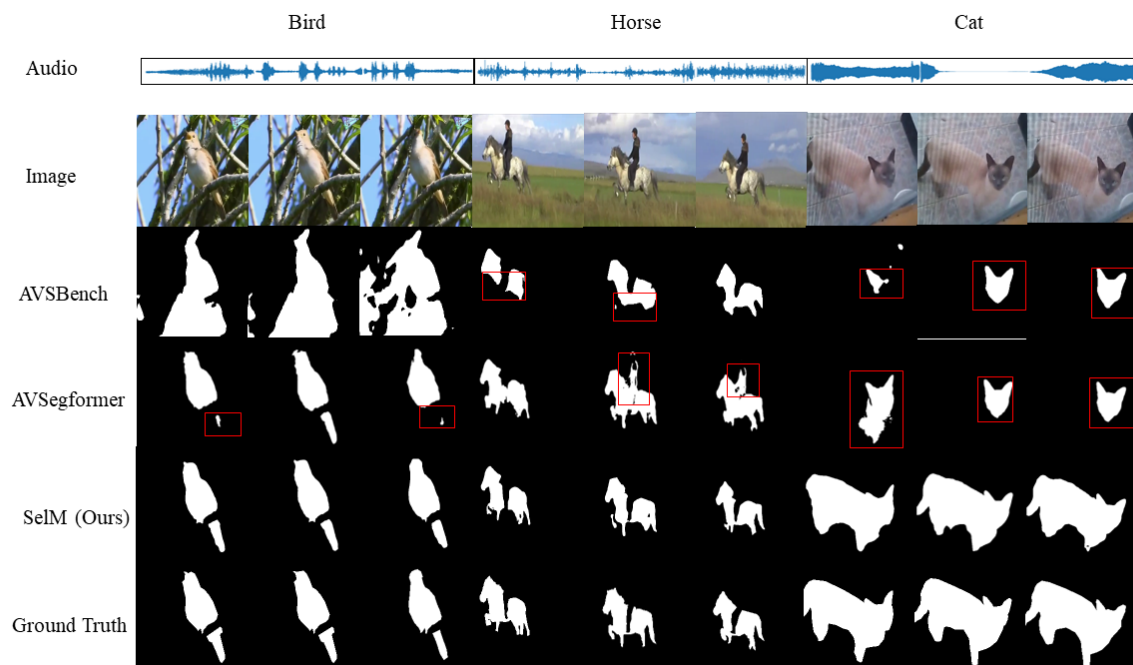 Bird Horse Cat
Audio
Image
AVSBench
AVSegformer
SelM (Ours)
Ground Truth